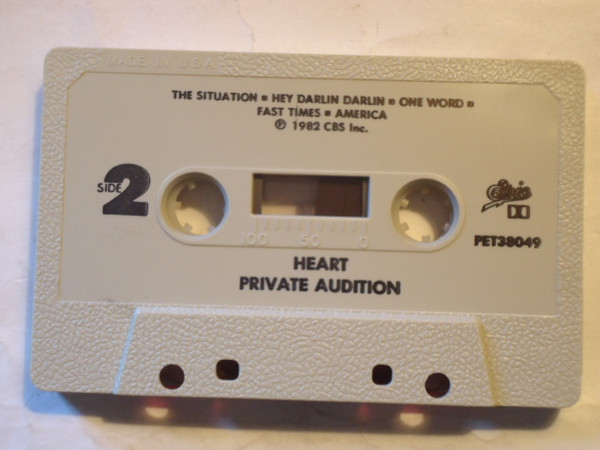 MADE IN U.S.A.
THE SITUATION ▪ HEY DARLIN DARLIN ▪ ONE WORD ▪
FAST TIMES ▪ AMERICA
℗ 1982 CBS Inc.
SIDE 2
Epic
100 50 0
PET38049
HEART
PRIVATE AUDITION